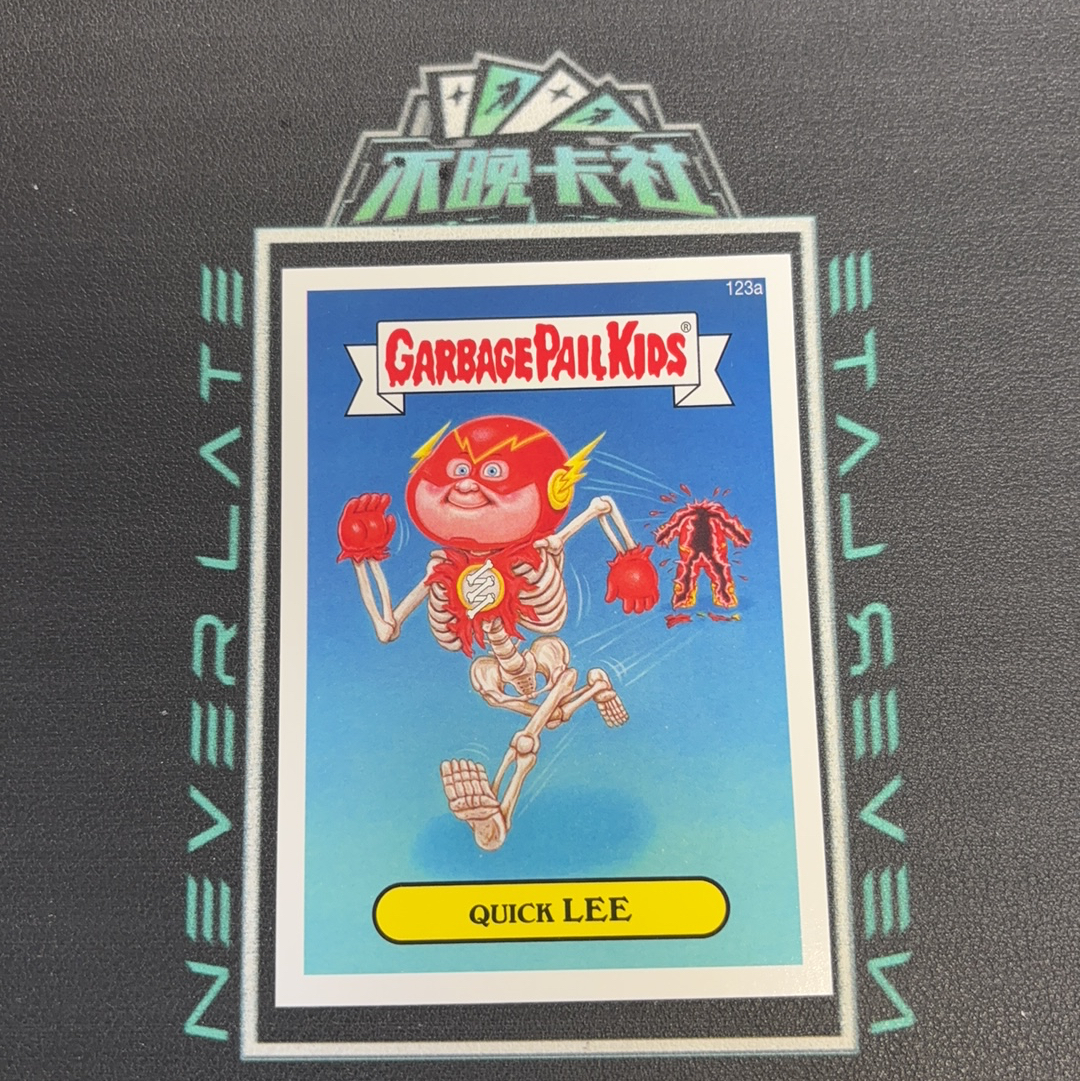 不晚卡社
NEVERLATE
123a
GARBAGE PAIL KIDS®
QUICK LEE
NEVERLATE